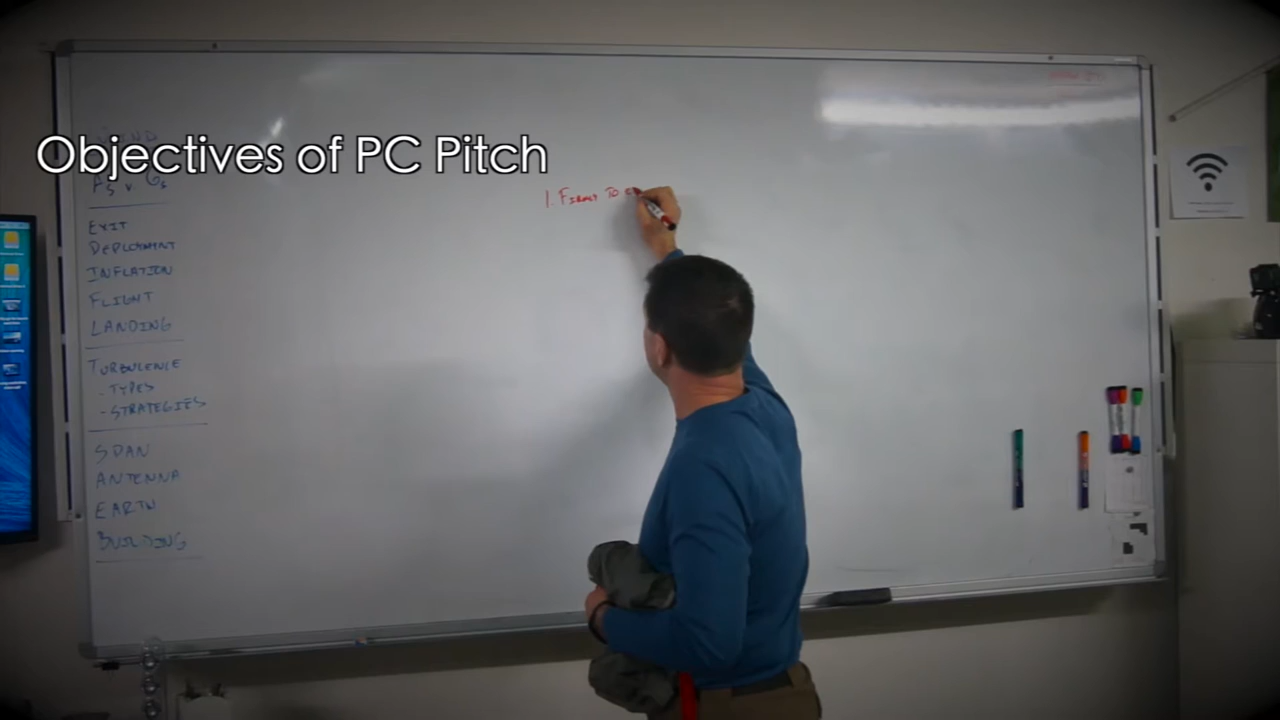 Objectives of PC Pitch
1. FIRST TO
EXIT
DEPLOYMENT
INFLATION
FLIGHT
LANDING
TURBULENCE
- TYPES
- STRATEGIES
SPAN
ANTENNA
EARTH
BUILDING